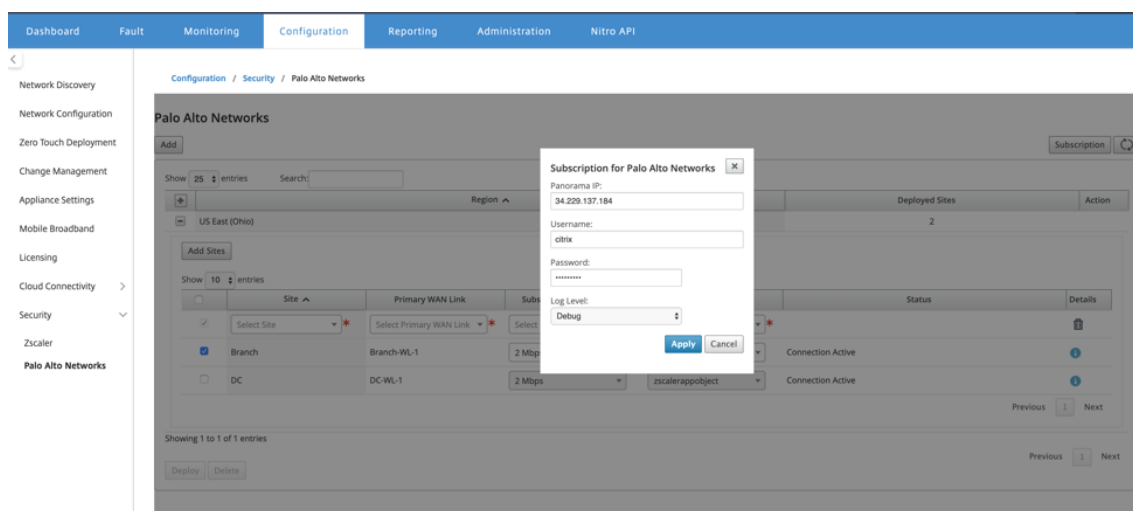 Dashboard Fault Monitoring Configuration Reporting Administration Nitro API
Configuration / Security / Palo Alto Networks
Network Discovery
Network Configuration
Zero Touch Deployment
Change Management
Appliance Settings
Mobile Broadband
Licensing
Cloud Connectivity
Security
Zscaler
Palo Alto Networks
Palo Alto Networks
Add Subscription
Show 25 entries Search:
Region Deployed Sites Action
US East (Ohio) 2
Add Sites
Show 10 entries
Site Primary WAN Link Subs Status Details
Select Site * Select Primary WAN Link * Select *
Branch Branch-WL-1 2 Mbp Connection Active
DC DC-WL-1 2 Mbps zscalerappobject Connection Active
Previous 1 Next
Showing 1 to 1 of 1 entries
Previous 1 Next
Deploy Delete
Subscription for Palo Alto Networks
Panorama IP:
34.229.137.184
Username:
citrix
Password:
•••••••••
Log Level:
Debug
Apply Cancel